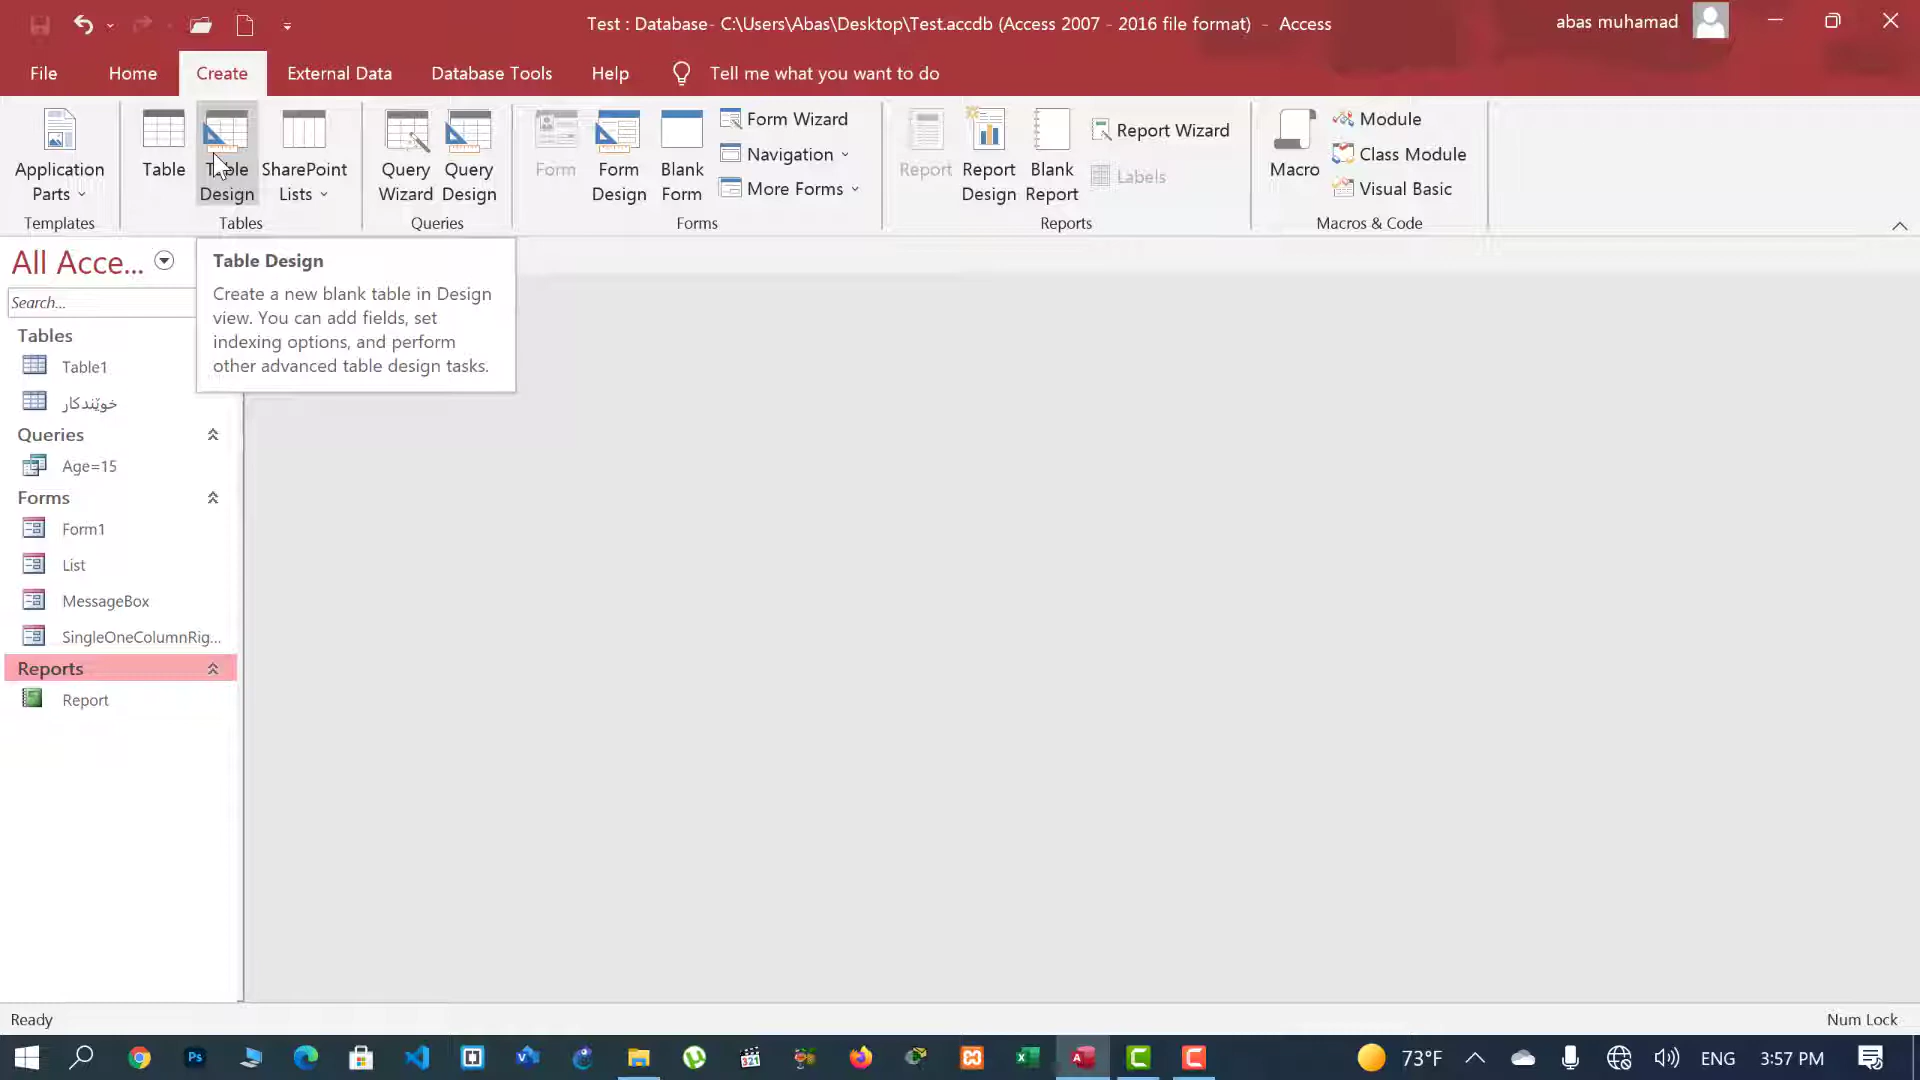 Test : Database- C:\Users\Abas\Desktop\Test.accdb (Access 2007 - 2016 file format) - Access
abas muhamad
File
Home
Create
External Data
Database Tools
Help
Tell me what you want to do
Application
Parts
Templates
Table
Table
Design
SharePoint
Lists
Tables
Query
Wizard
Query
Design
Queries
Form
Form
Design
Blank
Form
Form Wizard
Navigation
More Forms
Forms
Report
Report
Design
Blank
Report
Report Wizard
Labels
Reports
Macro
Module
Class Module
Visual Basic
Macros & Code
All Acce...
Search...
Table Design
Create a new blank table in Design
view. You can add fields, set
indexing options, and perform
other advanced table design tasks.
Tables
Table1
خوێندکار
Queries
Age=15
Forms
Form1
List
MessageBox
SingleOneColumnRig...
Reports
Report
Ready
Num Lock
Ps
321
73°F
ENG
3:57 PM